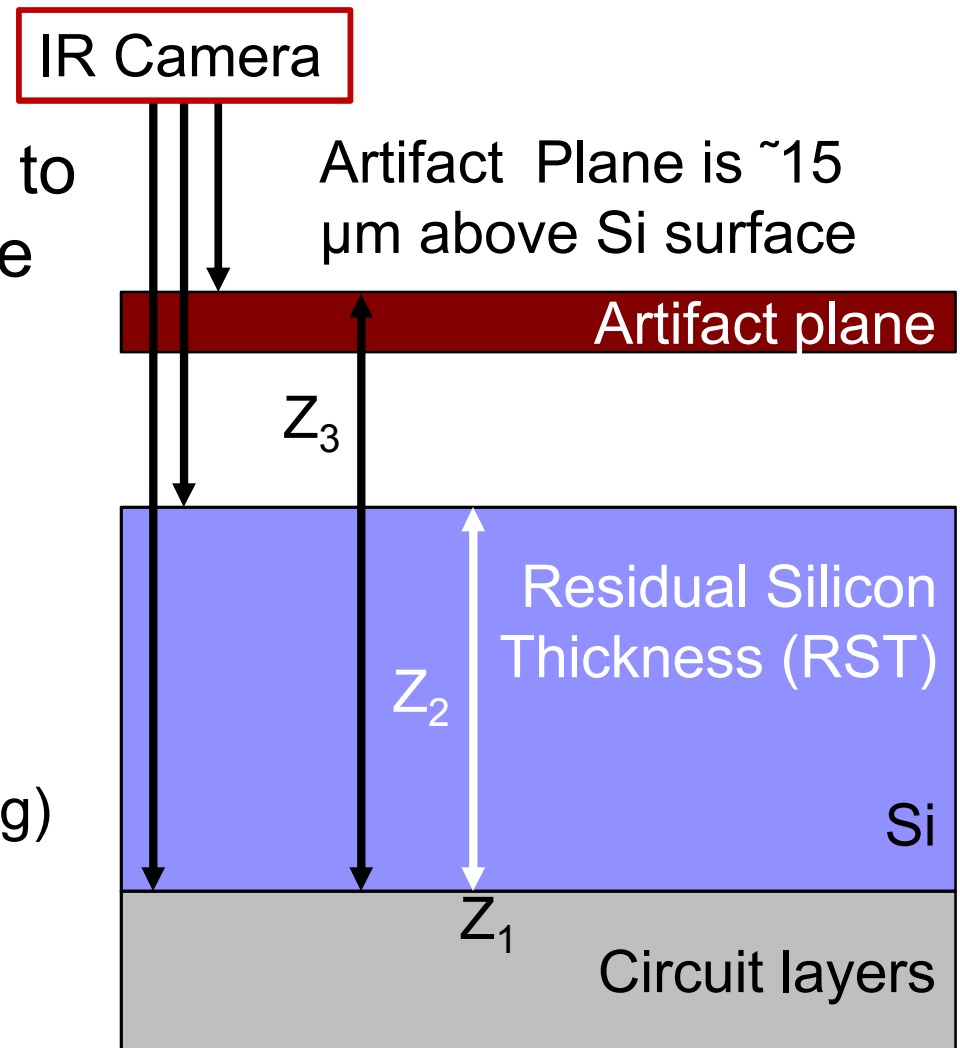 IR Camera
to
e
Artifact Plane is ~15
µm above Si surface
Artifact plane
Z₃
Residual Silicon
Thickness (RST)
Z₂
g)
Si
Z₁
Circuit layers